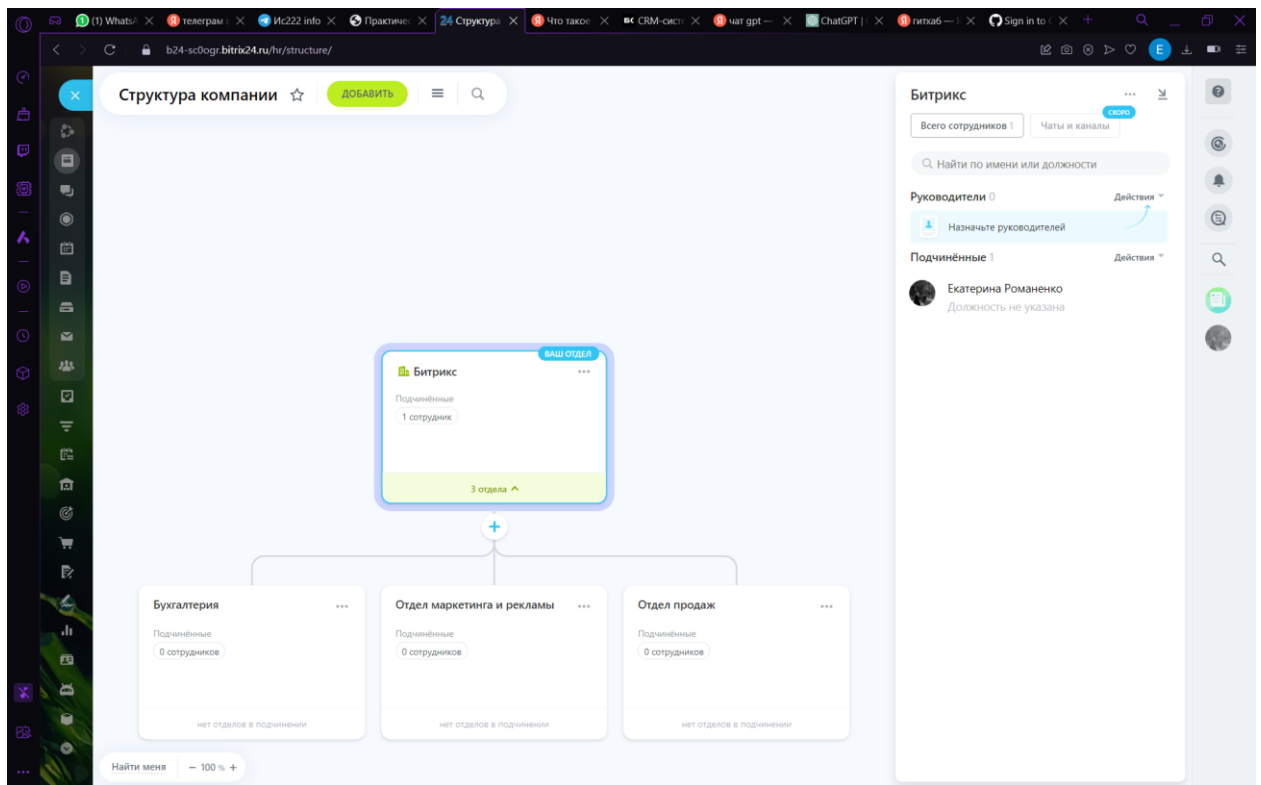 (1) WhatsA
телеграм
Ис222 info
Практичес
24 Структура
Что такое
CRM-систе
чат gpt —
ChatGPT |
гитхаб —
Sign in to
b24-sc0ogr.bitrix24.ru/hr/structure/
E
Структура компании
ДОБАВИТЬ
Битрикс
СКОРО
Всего сотрудников 1
Чаты и каналы
Найти по имени или должности
Руководители 0
Действия
Назначьте руководителей
Подчинённые 1
Действия
Екатерина Романенко
Должность не указана
ВАШ ОТДЕЛ
Битрикс
Подчинённые
1 сотрудник
3 отдела
Бухгалтерия
Подчинённые
0 сотрудников
нет отделов в подчинении
Отдел маркетинга и рекламы
Подчинённые
0 сотрудников
нет отделов в подчинении
Отдел продаж
Подчинённые
0 сотрудников
нет отделов в подчинении
Найти меня
− 100 % +